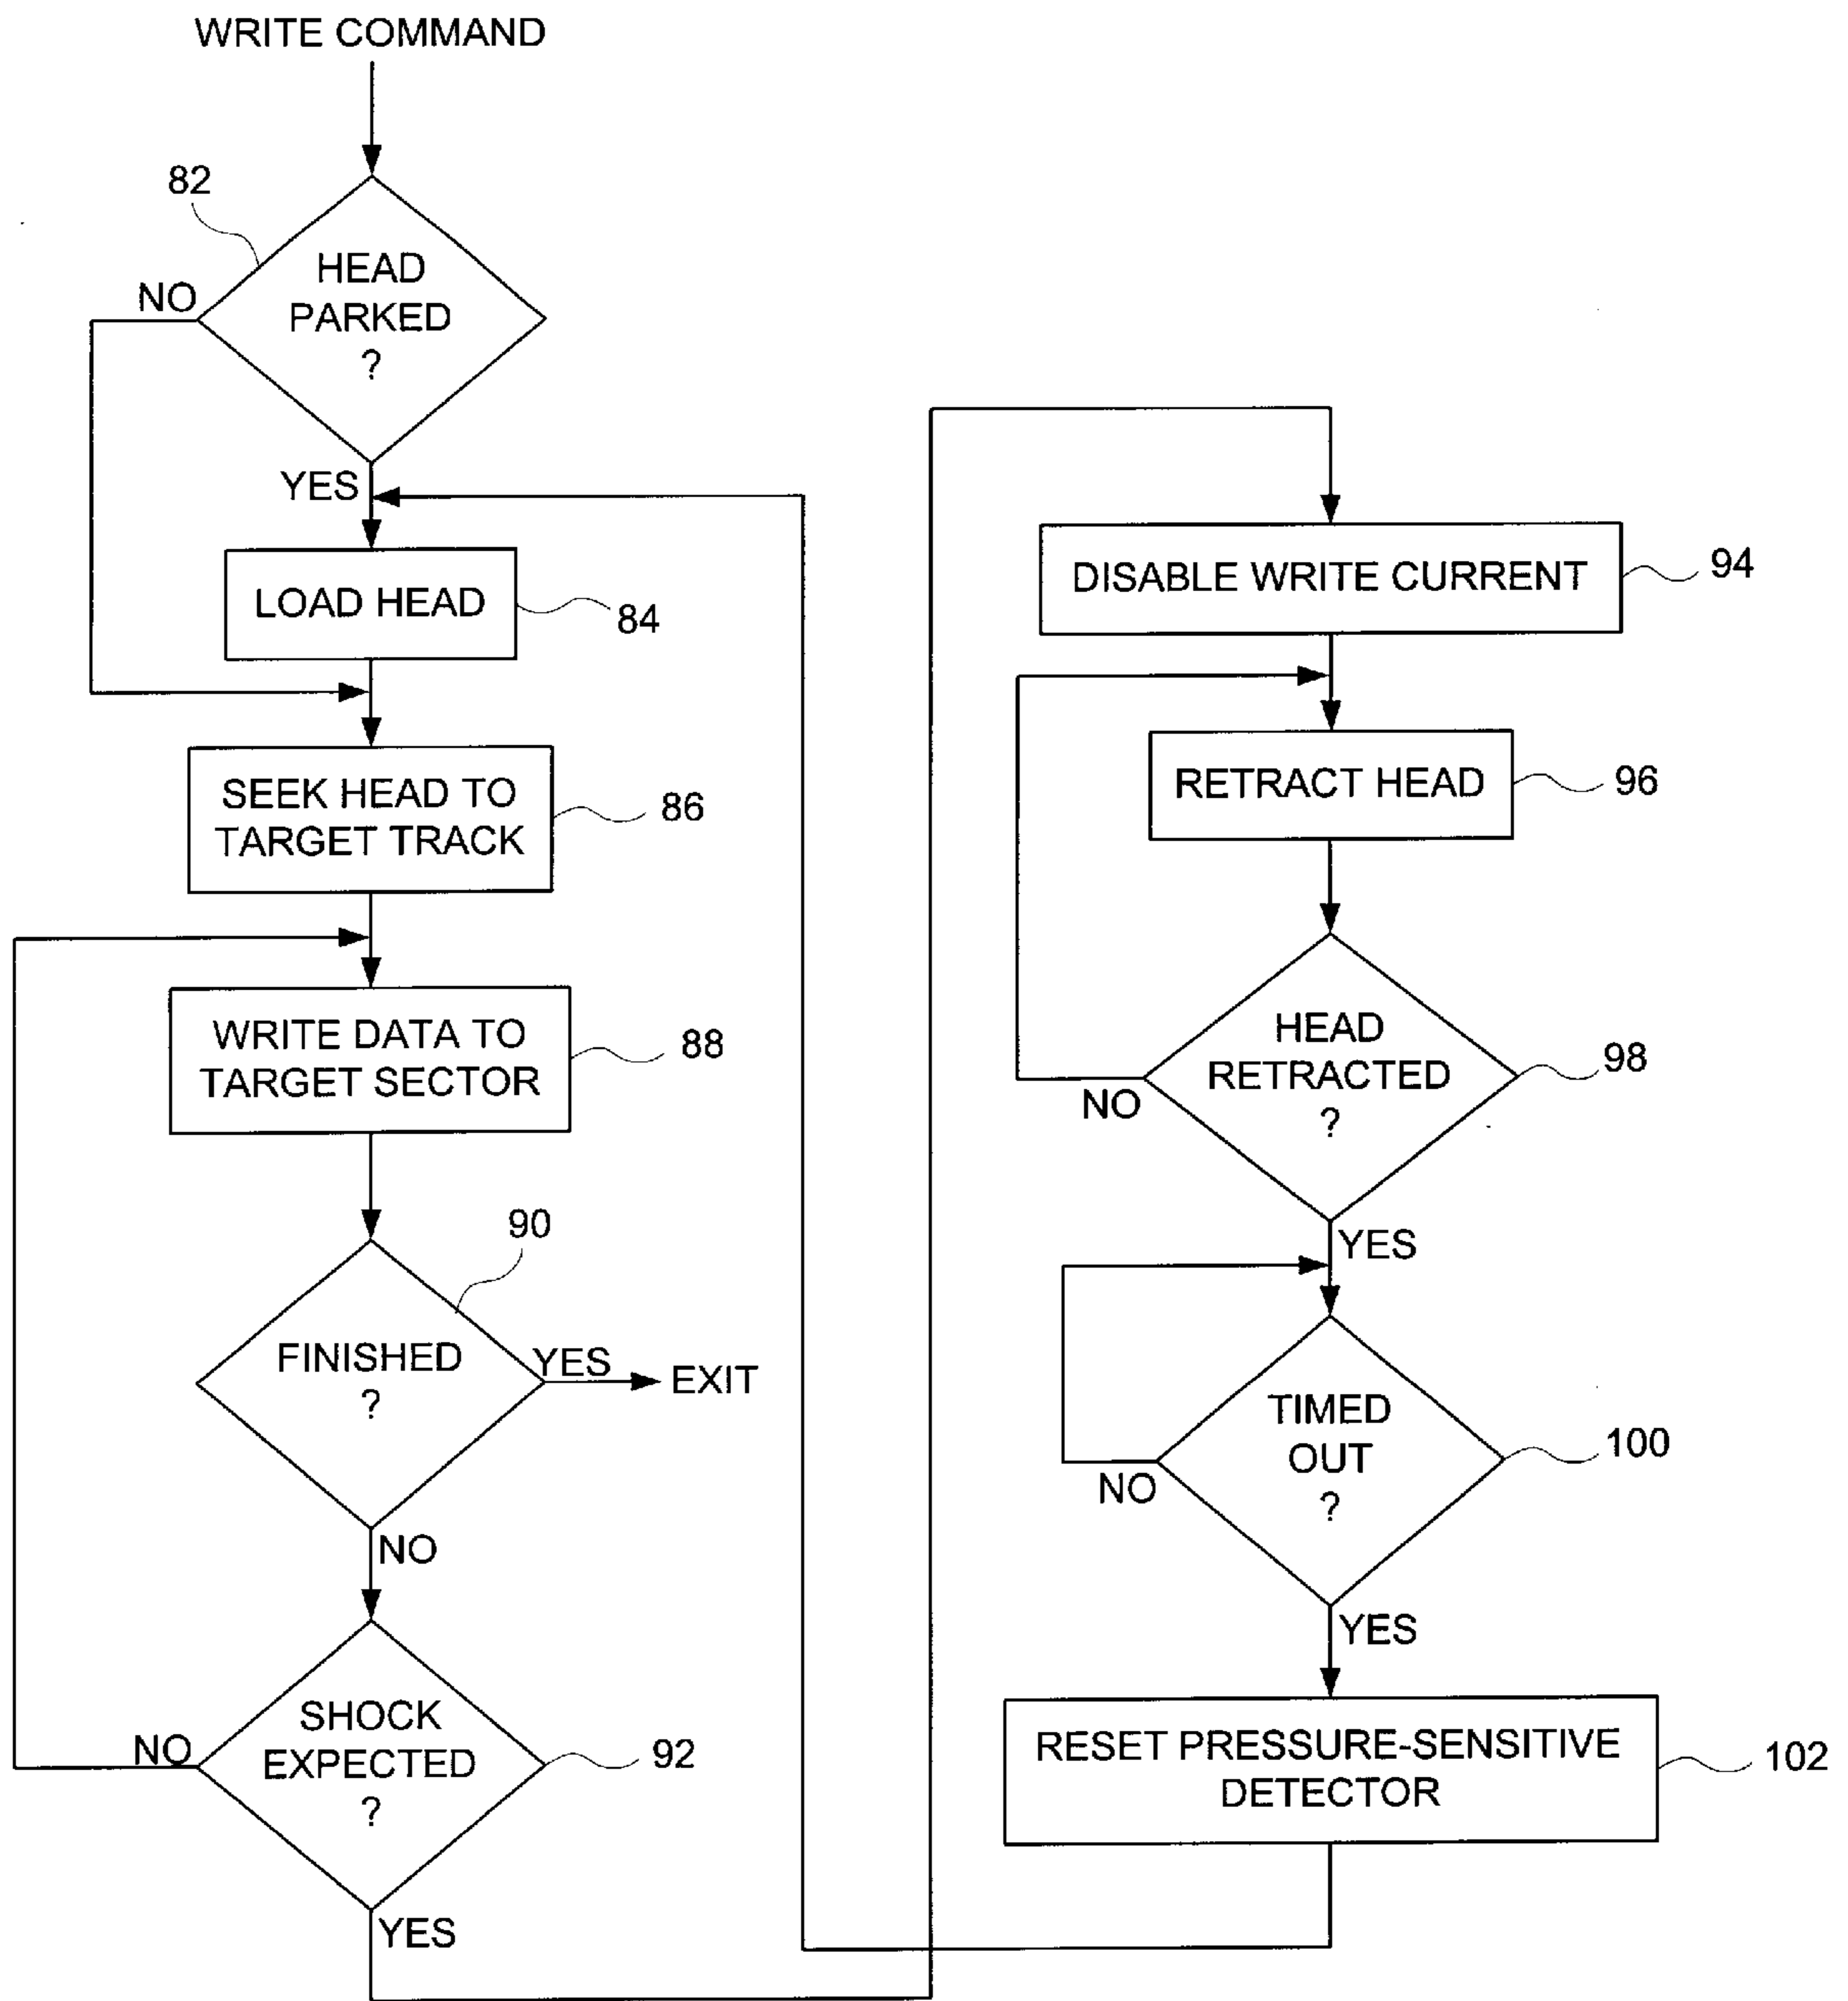 WRITE COMMAND
82
HEAD
PARKED
?
NO
YES
LOAD HEAD
84
SEEK HEAD TO
TARGET TRACK
86
WRITE DATA TO
TARGET SECTOR
88
90
FINISHED
?
YES
EXIT
NO
SHOCK
EXPECTED
?
NO
92
YES
DISABLE WRITE CURRENT
94
RETRACT HEAD
96
HEAD
RETRACTED
?
98
NO
YES
TIMED
OUT
?
100
NO
YES
RESET PRESSURE-SENSITIVE
DETECTOR
102